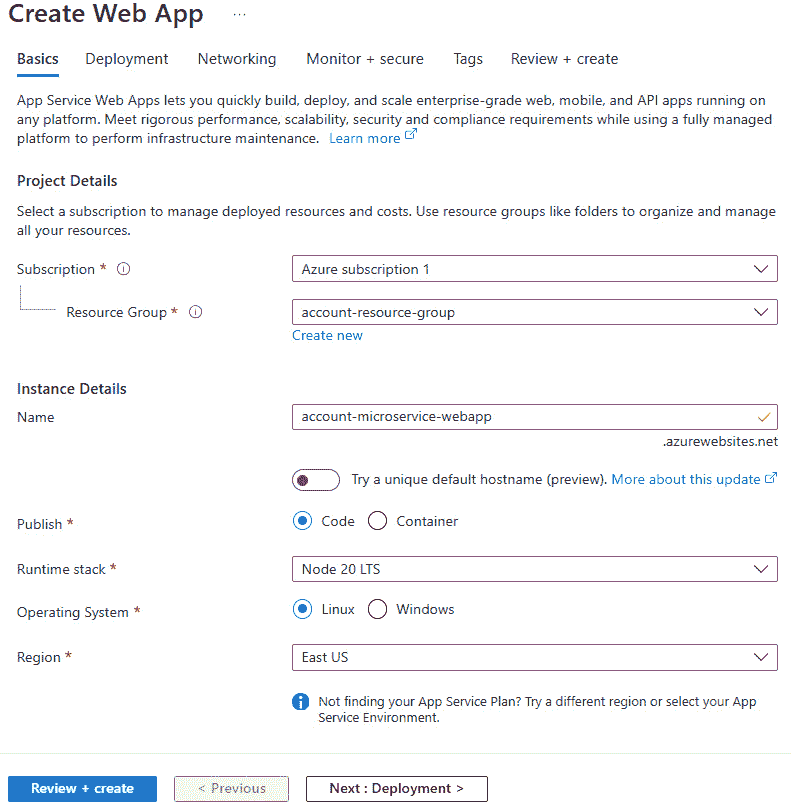 Create Web App ...
Basics Deployment Networking Monitor + secure Tags Review + create
App Service Web Apps lets you quickly build, deploy, and scale enterprise-grade web, mobile, and API apps running on
any platform. Meet rigorous performance, scalability, security and compliance requirements while using a fully managed
platform to perform infrastructure maintenance. Learn more
Project Details
Select a subscription to manage deployed resources and costs. Use resource groups like folders to organize and manage
all your resources.
Subscription * Azure subscription 1
Resource Group * account-resource-group
Create new
Instance Details
Name account-microservice-webapp
.azurewebsites.net
Try a unique default hostname (preview). More about this update
Publish * Code Container
Runtime stack * Node 20 LTS
Operating System * Linux Windows
Region * East US
Not finding your App Service Plan? Try a different region or select your App
Service Environment.
Review + create < Previous Next : Deployment >